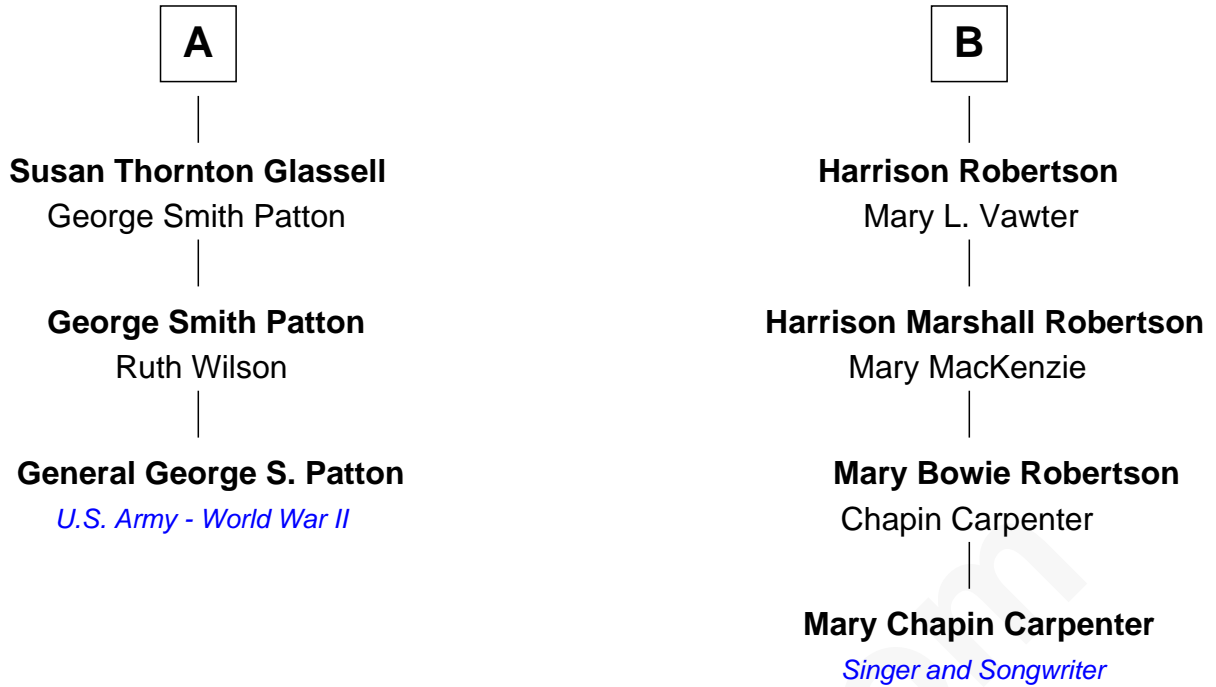 A
Susan Thornton Glassell
George Smith Patton
George Smith Patton
Ruth Wilson
General George S. Patton
U.S. Army - World War II
B
Harrison Robertson
Mary L. Vawter
Harrison Marshall Robertson
Mary MacKenzie
Mary Bowie Robertson
Chapin Carpenter
Mary Chapin Carpenter
Singer and Songwriter